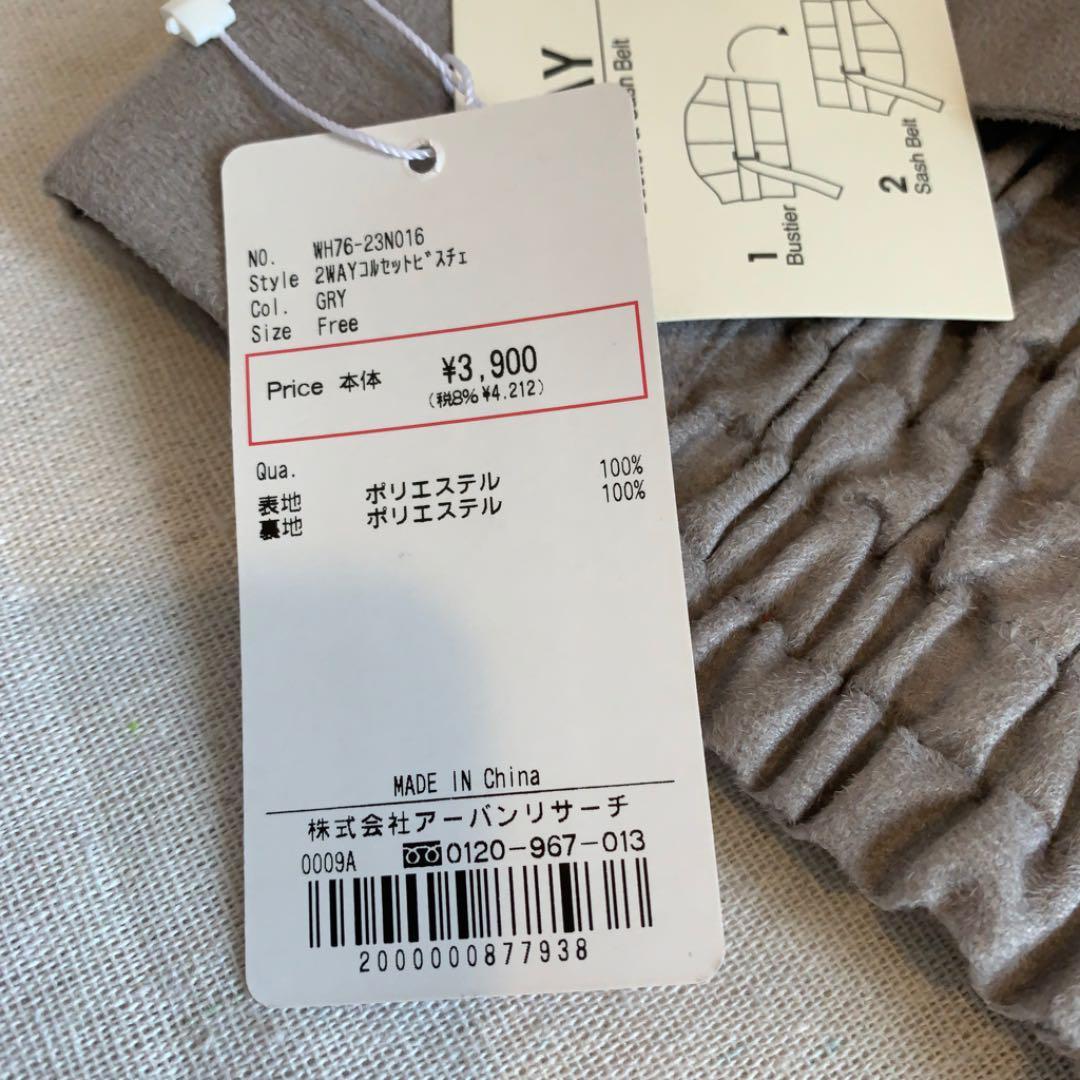 NO. WH76-23N016
Style 2WAYｺﾙｾｯﾄﾋﾞｽﾁｪ
Col. GRY
Size Free
Price 本体 ¥3,900
(税8% ¥4.212)
Qua.
表地 ポリエステル 100%
裏地 ポリエステル 100%
MADE IN China
株式会社アーバンリサーチ
0009A 0120-967-013
2000000877938
1
Bustier
2
Sash Belt